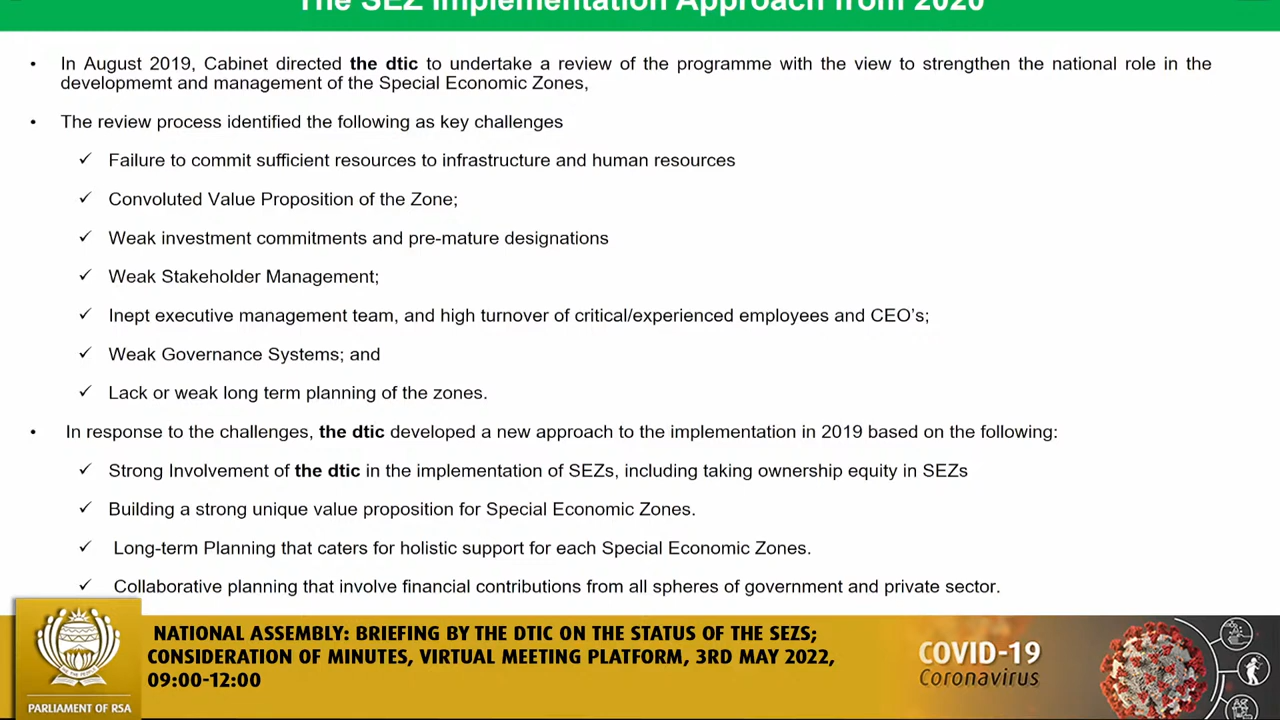 The SEZ Implementation Approach from 2020
• In August 2019, Cabinet directed the dtic to undertake a review of the programme with the view to strengthen the national role in the
developmemt and management of the Special Economic Zones,
• The review process identified the following as key challenges
✓ Failure to commit sufficient resources to infrastructure and human resources
✓ Convoluted Value Proposition of the Zone;
✓ Weak investment commitments and pre-mature designations
✓ Weak Stakeholder Management;
✓ Inept executive management team, and high turnover of critical/experienced employees and CEO’s;
✓ Weak Governance Systems; and
✓ Lack or weak long term planning of the zones.
• In response to the challenges, the dtic developed a new approach to the implementation in 2019 based on the following:
✓ Strong Involvement of the dtic in the implementation of SEZs, including taking ownership equity in SEZs
✓ Building a strong unique value proposition for Special Economic Zones.
✓ Long-term Planning that caters for holistic support for each Special Economic Zones.
✓ Collaborative planning that involve financial contributions from all spheres of government and private sector.
NATIONAL ASSEMBLY: BRIEFING BY THE DTIC ON THE STATUS OF THE SEZS;
CONSIDERATION OF MINUTES, VIRTUAL MEETING PLATFORM, 3RD MAY 2022,
09:00-12:00
PARLIAMENT OF RSA
COVID-19
Coronavirus